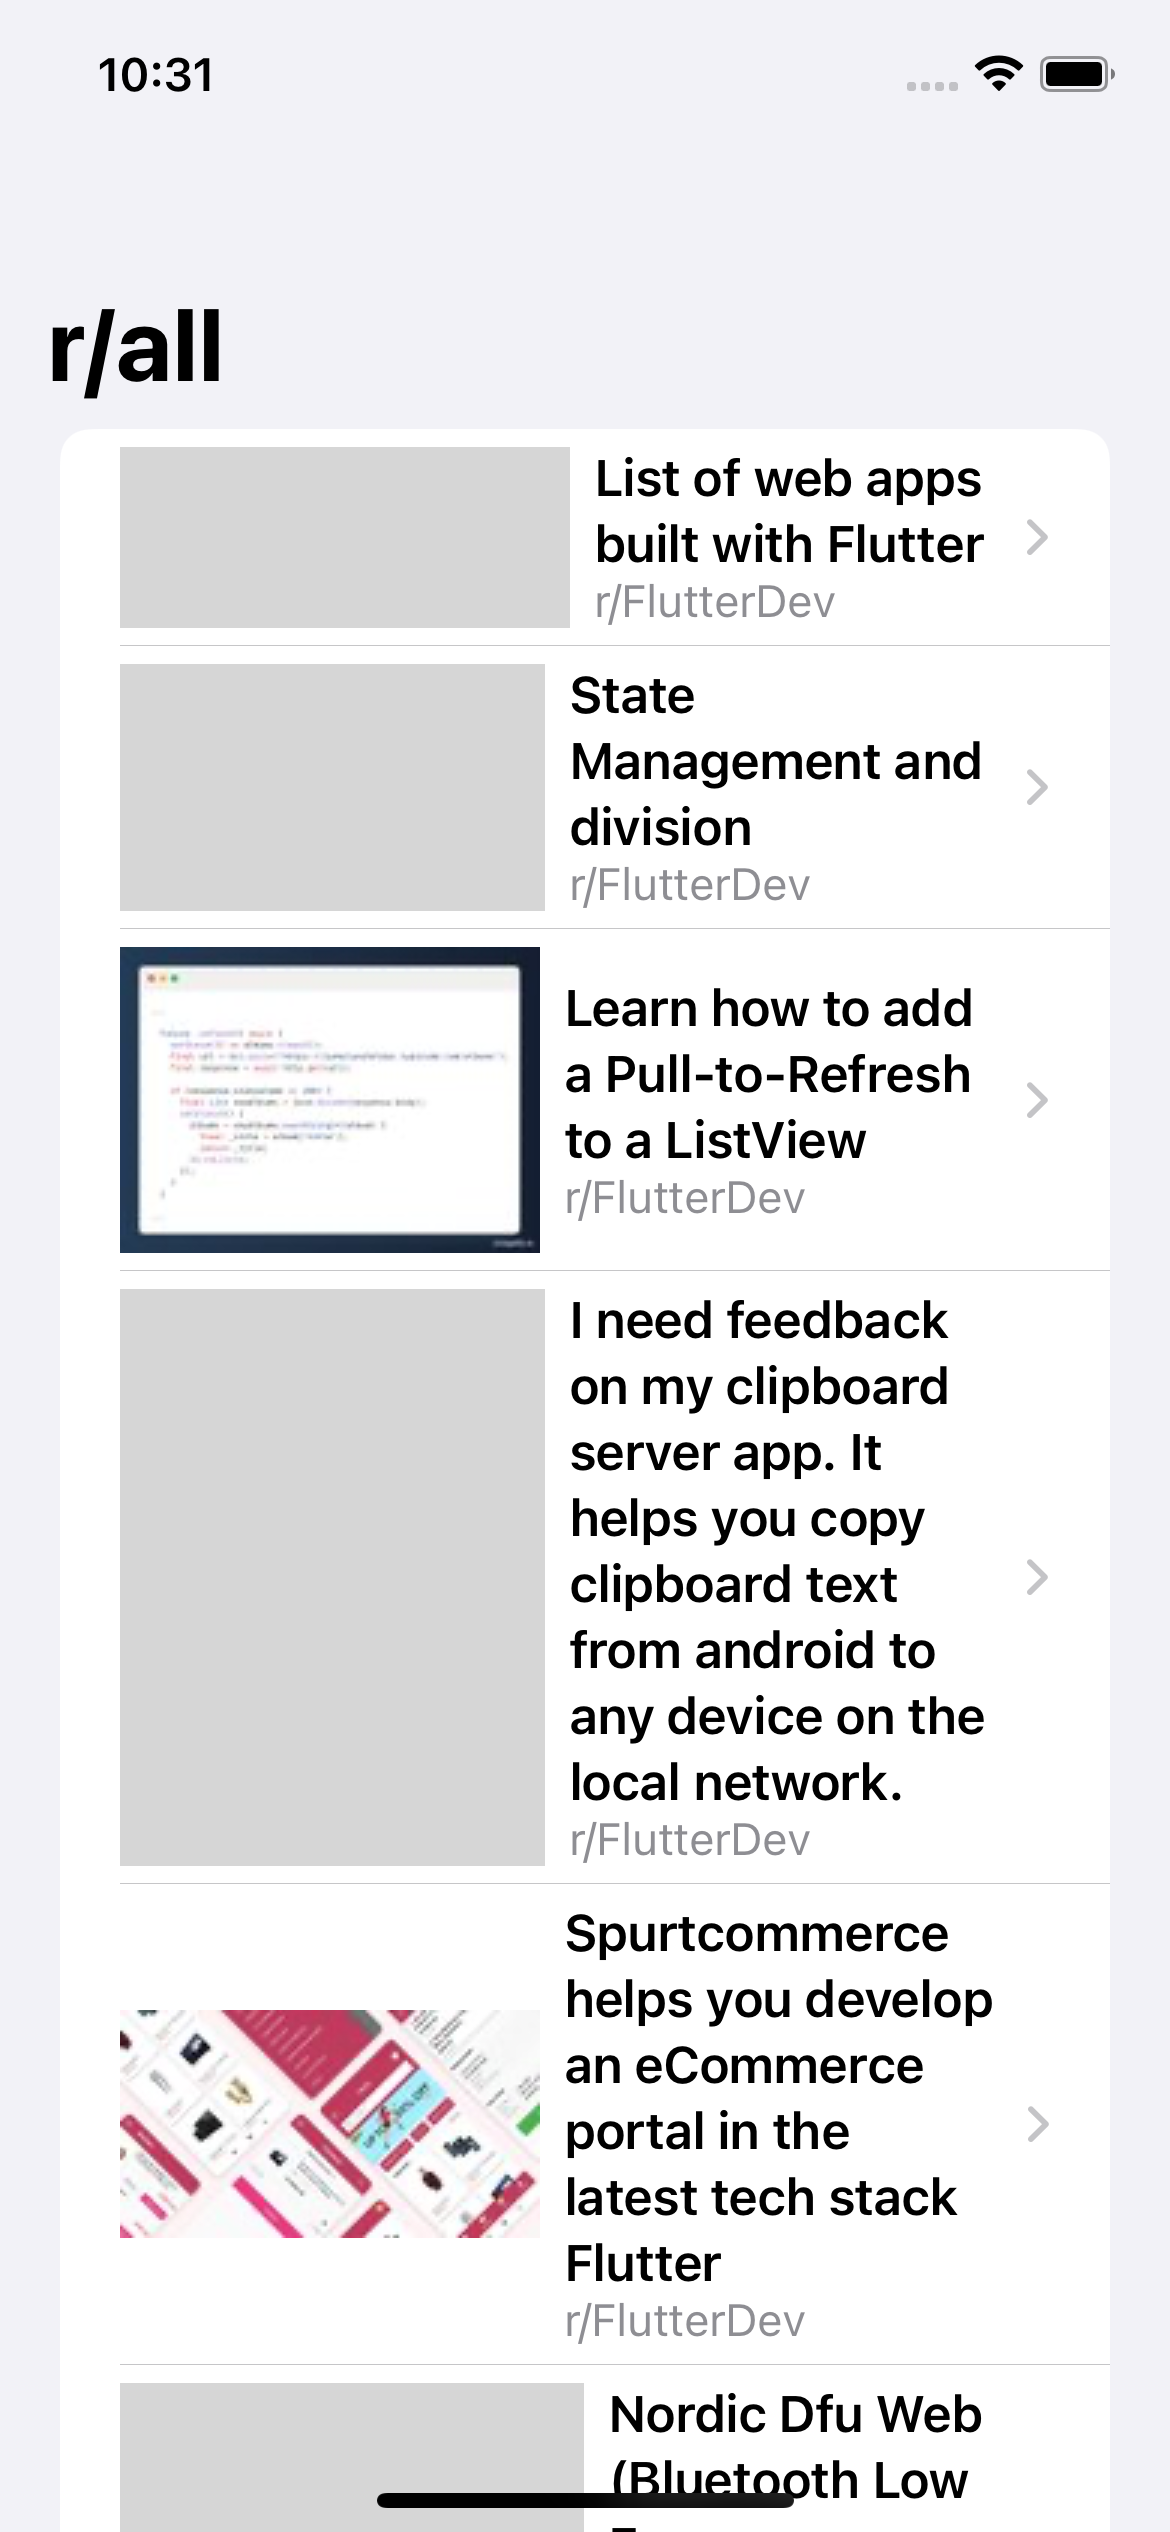 10:31
r/all
List of web apps
built with Flutter
r/FlutterDev
State
Management and
division
r/FlutterDev
Learn how to add
a Pull-to-Refresh
to a ListView
r/FlutterDev
I need feedback
on my clipboard
server app. It
helps you copy
clipboard text
from android to
any device on the
local network.
r/FlutterDev
Spurtcommerce
helps you develop
an eCommerce
portal in the
latest tech stack
Flutter
r/FlutterDev
Nordic Dfu Web
(Bluetooth Low